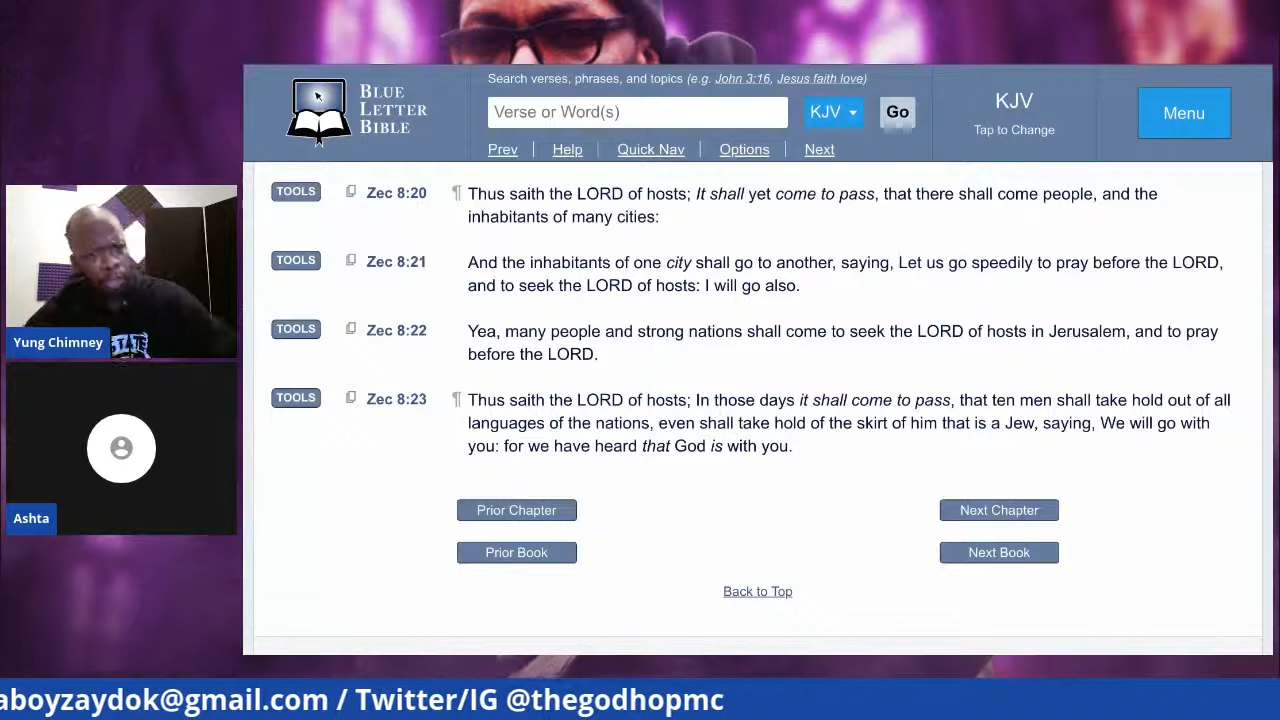 BLUE
LETTER
BIBLE
Search verses, phrases, and topics (e.g. John 3:16, Jesus faith love)
Verse or Word(s)
KJV
Go
Prev
Help
Quick Nav
Options
Next
KJV
Tap to Change
Menu
TOOLS
Zec 8:20
¶ Thus saith the LORD of hosts; It shall yet come to pass, that there shall come people, and the
inhabitants of many cities:
TOOLS
Zec 8:21
And the inhabitants of one city shall go to another, saying, Let us go speedily to pray before the LORD,
and to seek the LORD of hosts: I will go also.
TOOLS
Zec 8:22
Yea, many people and strong nations shall come to seek the LORD of hosts in Jerusalem, and to pray
before the LORD.
TOOLS
Zec 8:23
¶ Thus saith the LORD of hosts; In those days it shall come to pass, that ten men shall take hold out of all
languages of the nations, even shall take hold of the skirt of him that is a Jew, saying, We will go with
you: for we have heard that God is with you.
Prior Chapter
Next Chapter
Prior Book
Next Book
Back to Top
Yung Chimney
Ashta
aboyzaydok@gmail.com / Twitter/IG @thegodhopmc